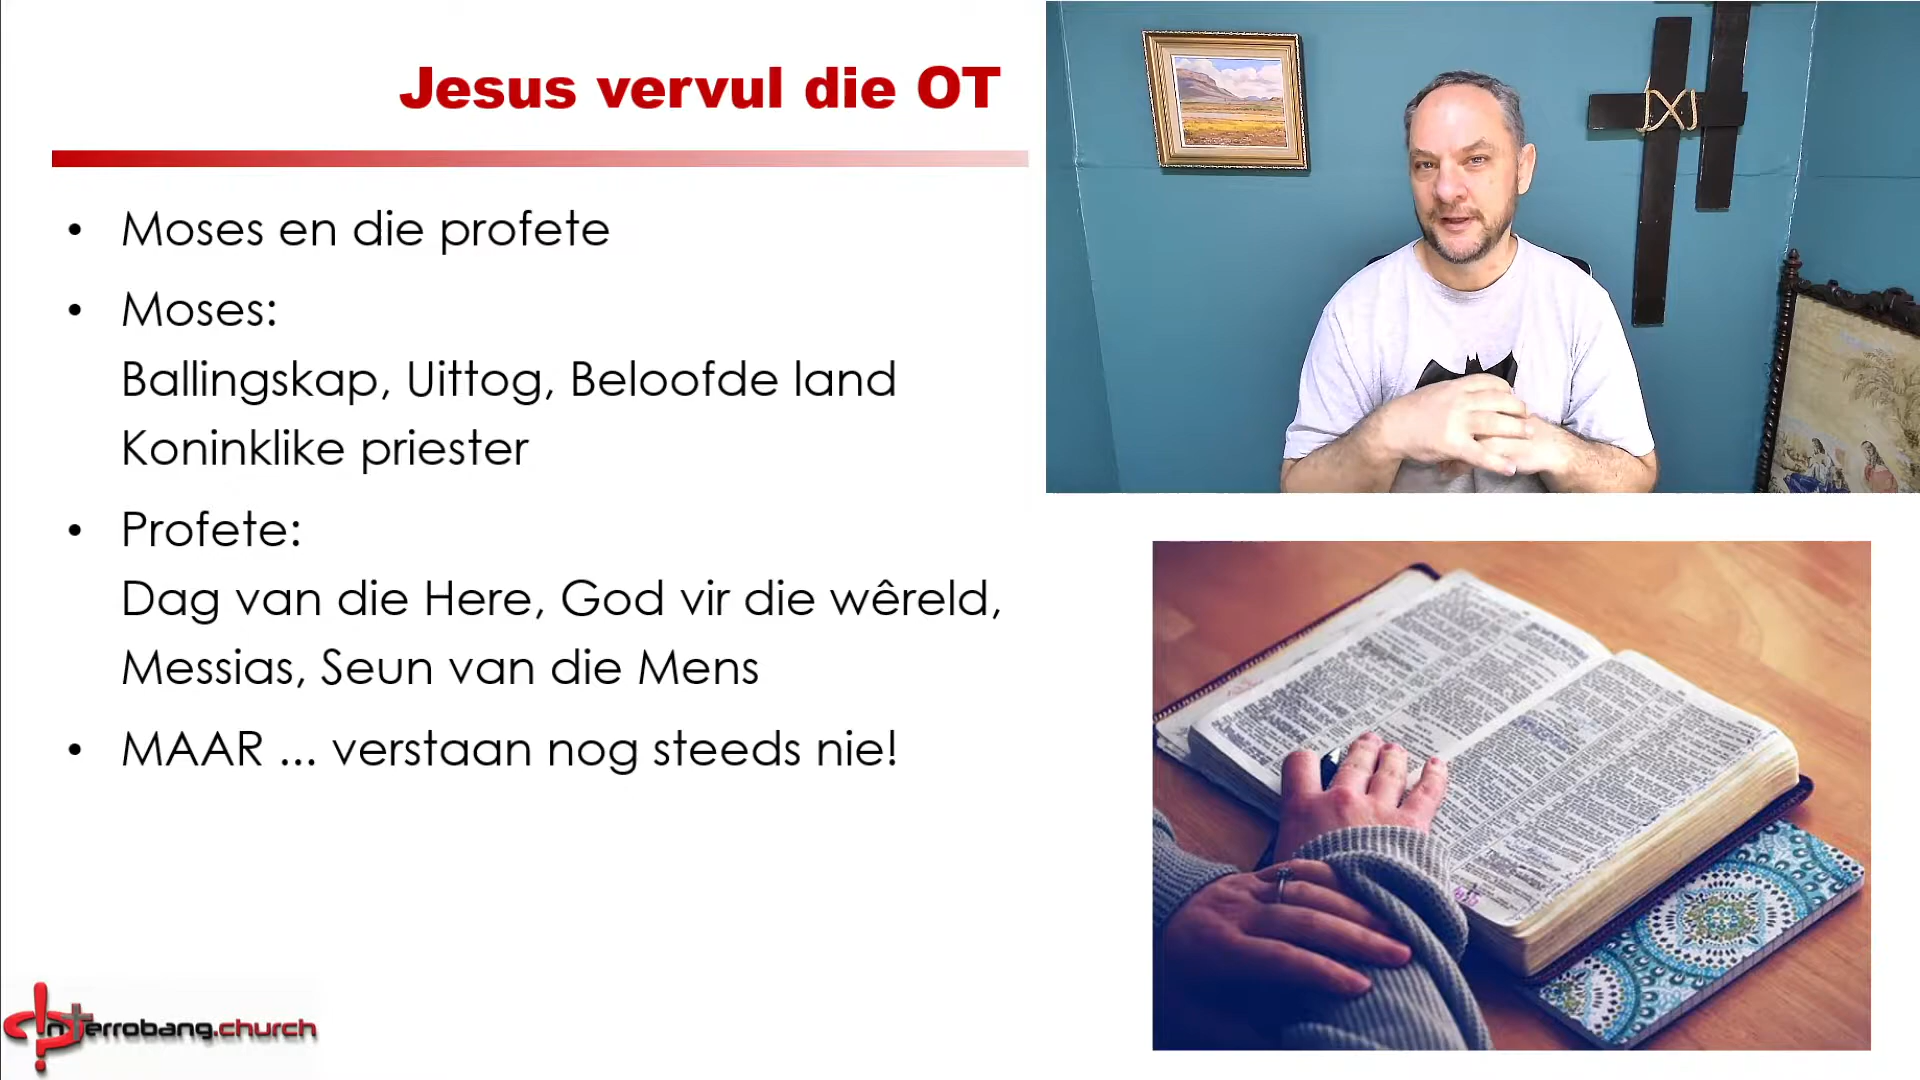 Jesus vervul die OT
• Moses en die profete
• Moses:
Ballingskap, Uittog, Beloofde land
Koninklike priester
• Profete:
Dag van die Here, God vir die wêreld,
Messias, Seun van die Mens
• MAAR ... verstaan nog steeds nie!
Interrobang.church